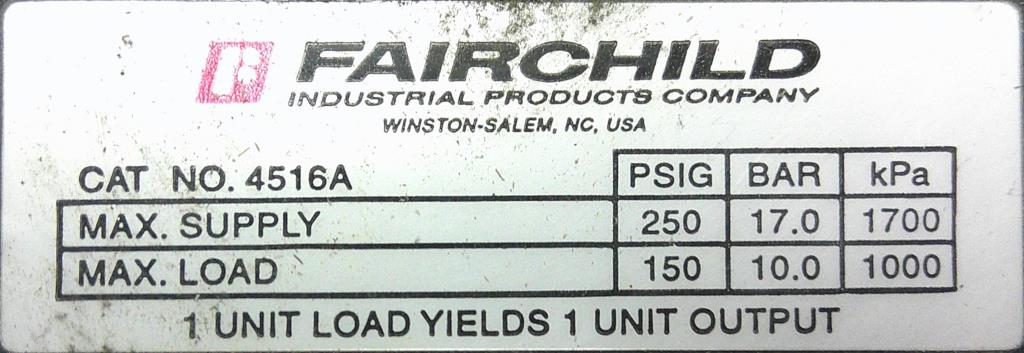 FAIRCHILD
INDUSTRIAL PRODUCTS COMPANY
WINSTON-SALEM, NC, USA
CAT NO. 4516A PSIG BAR kPa
MAX. SUPPLY 250 17.0 1700
MAX. LOAD 150 10.0 1000
1 UNIT LOAD YIELDS 1 UNIT OUTPUT